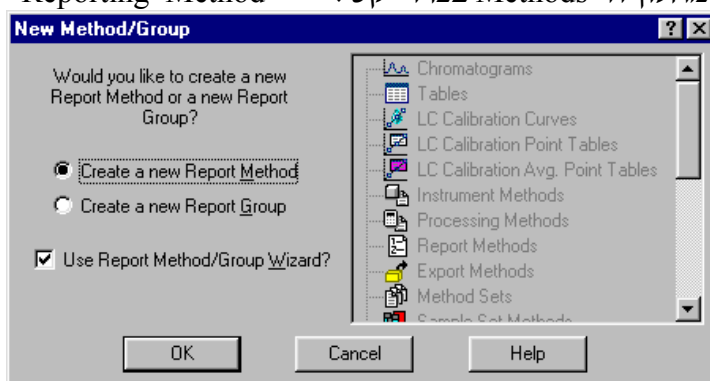 Methods Reporting Method
New Method/Group
Would you like to create a new
Report Method or a new Report
Group?
Create a new Report Method
Create a new Report Group
Use Report Method/Group Wizard?
Chromatograms
Tables
LC Calibration Curves
LC Calibration Point Tables
LC Calibration Avg. Point Tables
Instrument Methods
Processing Methods
Report Methods
Export Methods
Method Sets
Sample Set Methods
OK
Cancel
Help